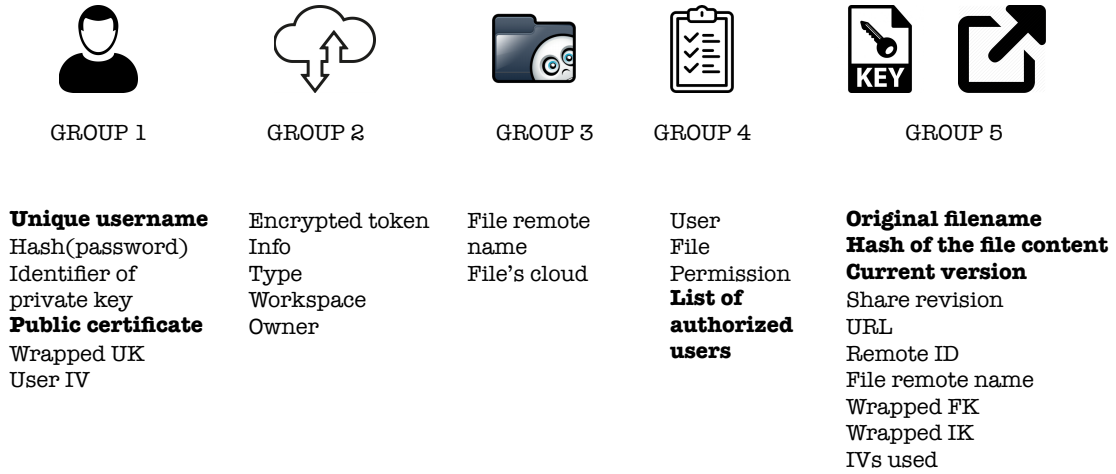 KEY
GROUP 1
GROUP 2
GROUP 3
GROUP 4
GROUP 5
Unique username
Hash(password)
Identifier of
private key
Public certificate
Wrapped UK
User IV
Encrypted token
Info
Type
Workspace
Owner
File remote
name
File's cloud
User
File
Permission
List of
authorized
users
Original filename
Hash of the file content
Current version
Share revision
URL
Remote ID
File remote name
Wrapped FK
Wrapped IK
IVs used